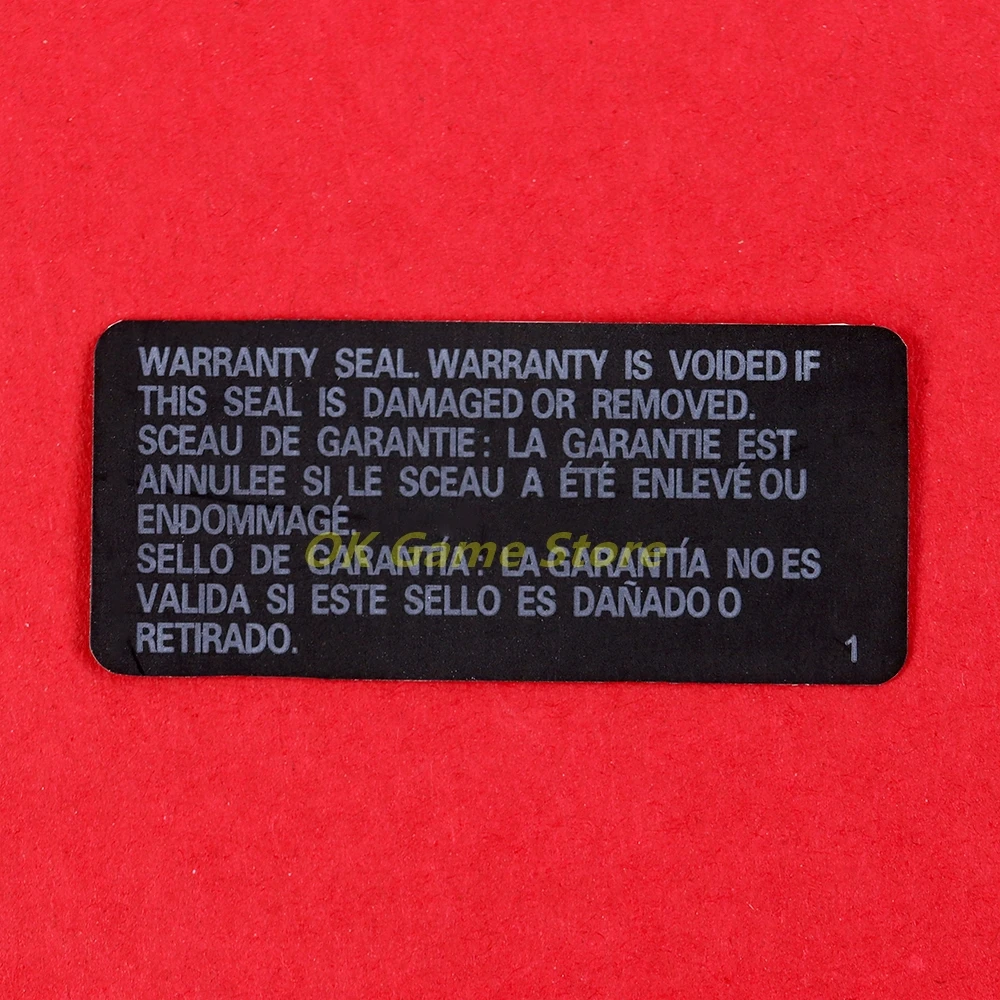 WARRANTY SEAL. WARRANTY IS VOIDED IF
THIS SEAL IS DAMAGED OR REMOVED.
SCEAU DE GARANTIE: LA GARANTIE EST
ANNULEE SI LE SCEAU A ÉTÉ ENLEVÉ OU
ENDOMMAGÉ.
OK Game Store
SELLO DE GARANTÍA: LA GARANTÍA NO ES
VALIDA SI ESTE SELLO ES DAÑADO O
RETIRADO.
1